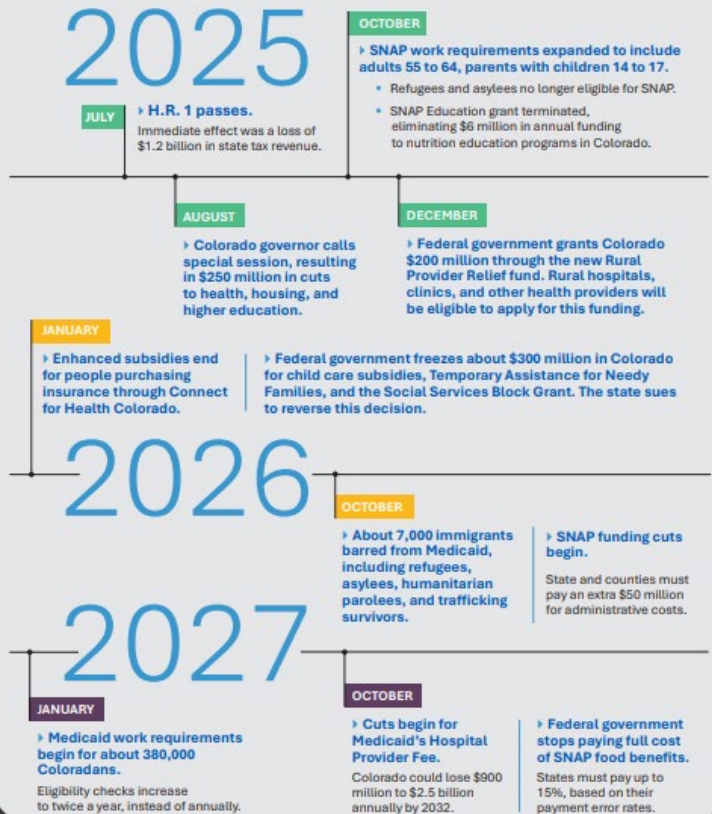 2025
JULY
▸ H.R. 1 passes.
Immediate effect was a loss of
$1.2 billion in state tax revenue.
OCTOBER
▸ SNAP work requirements expanded to include
adults 55 to 64, parents with children 14 to 17.
• Refugees and asylees no longer eligible for SNAP.
• SNAP Education grant terminated,
eliminating $6 million in annual funding
to nutrition education programs in Colorado.
AUGUST
▸ Colorado governor calls
special session, resulting
in $250 million in cuts
to health, housing, and
higher education.
DECEMBER
▸ Federal government grants Colorado
$200 million through the new Rural
Provider Relief fund. Rural hospitals,
clinics, and other health providers will
be eligible to apply for this funding.
JANUARY
▸ Enhanced subsidies end
for people purchasing
insurance through Connect
for Health Colorado.
▸ Federal government freezes about $300 million in Colorado
for child care subsidies, Temporary Assistance for Needy
Families, and the Social Services Block Grant. The state sues
to reverse this decision.
2026
OCTOBER
▸ About 7,000 immigrants
barred from Medicaid,
including refugees,
asylees, humanitarian
parolees, and trafficking
survivors.
▸ SNAP funding cuts
begin.
State and counties must
pay an extra $50 million
for administrative costs.
2027
JANUARY
▸ Medicaid work requirements
begin for about 380,000
Coloradans.
Eligibility checks increase
to twice a year, instead of annually.
OCTOBER
▸ Cuts begin for
Medicaid's Hospital
Provider Fee.
Colorado could lose $900
million to $2.5 billion
annually by 2032.
▸ Federal government
stops paying full cost
of SNAP food benefits.
States must pay up to
15%, based on their
payment error rates.